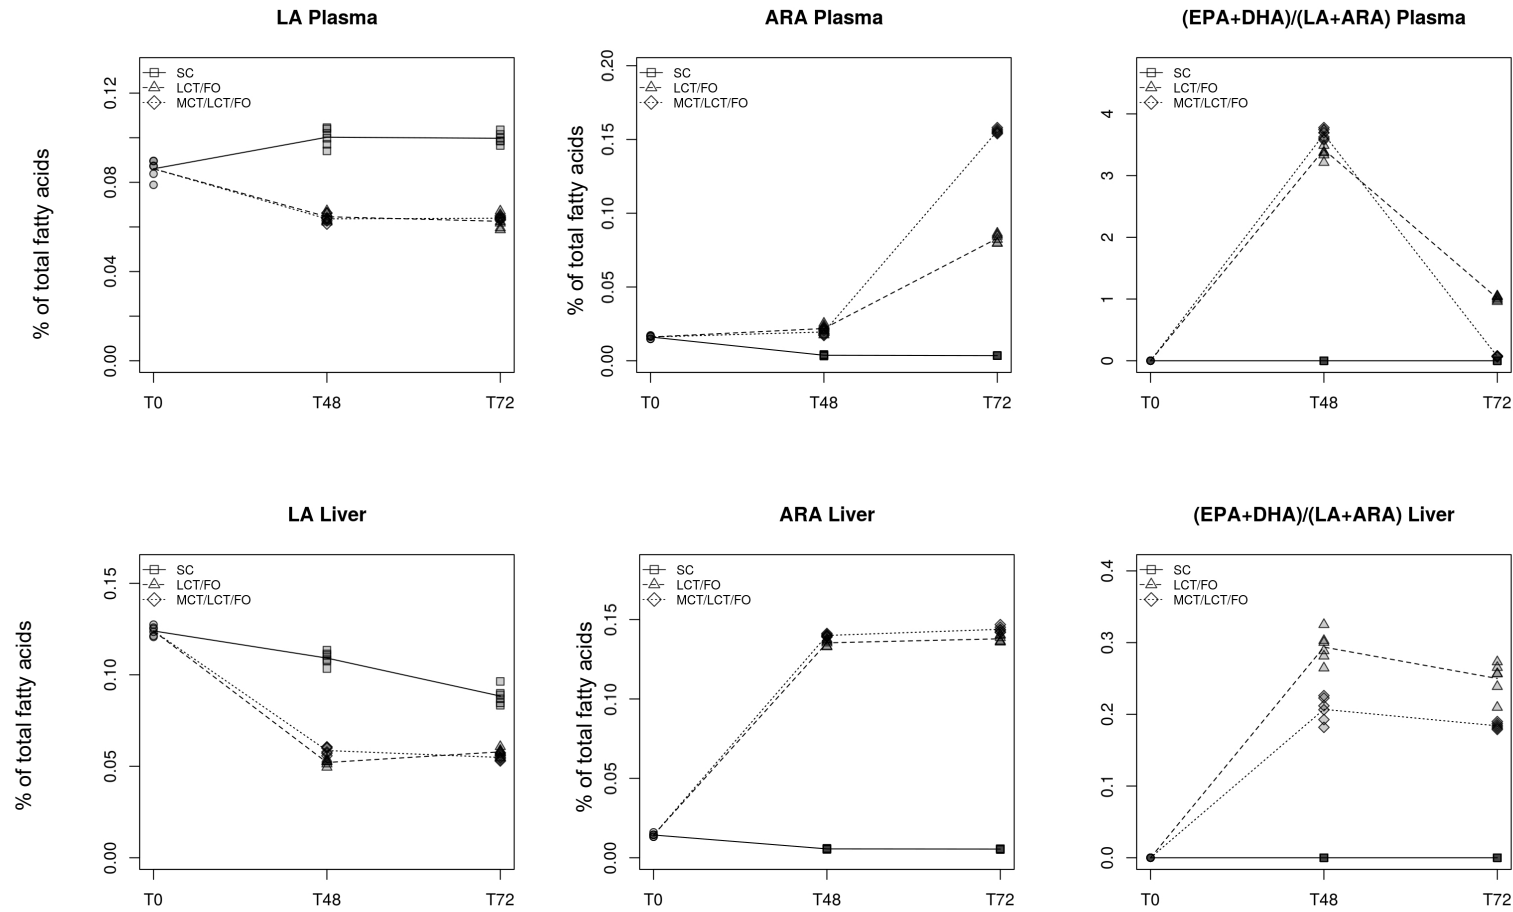 LA Plasma
% of total fatty acids
0.12
0.08
0.04
0.00
SC
LCT/FO
MCT/LCT/FO
T0 T48 T72
ARA Plasma
% of total fatty acids
0.20
0.15
0.10
0.05
0.00
SC
LCT/FO
MCT/LCT/FO
T0 T48 T72
(EPA+DHA)/(LA+ARA) Plasma
4
3
2
1
0
SC
LCT/FO
MCT/LCT/FO
T0 T48 T72
LA Liver
% of total fatty acids
0.15
0.10
0.05
0.00
SC
LCT/FO
MCT/LCT/FO
T0 T48 T72
ARA Liver
% of total fatty acids
0.15
0.10
0.05
0.00
SC
LCT/FO
MCT/LCT/FO
T0 T48 T72
(EPA+DHA)/(LA+ARA) Liver
0.4
0.3
0.2
0.1
0.0
SC
LCT/FO
MCT/LCT/FO
T0 T48 T72